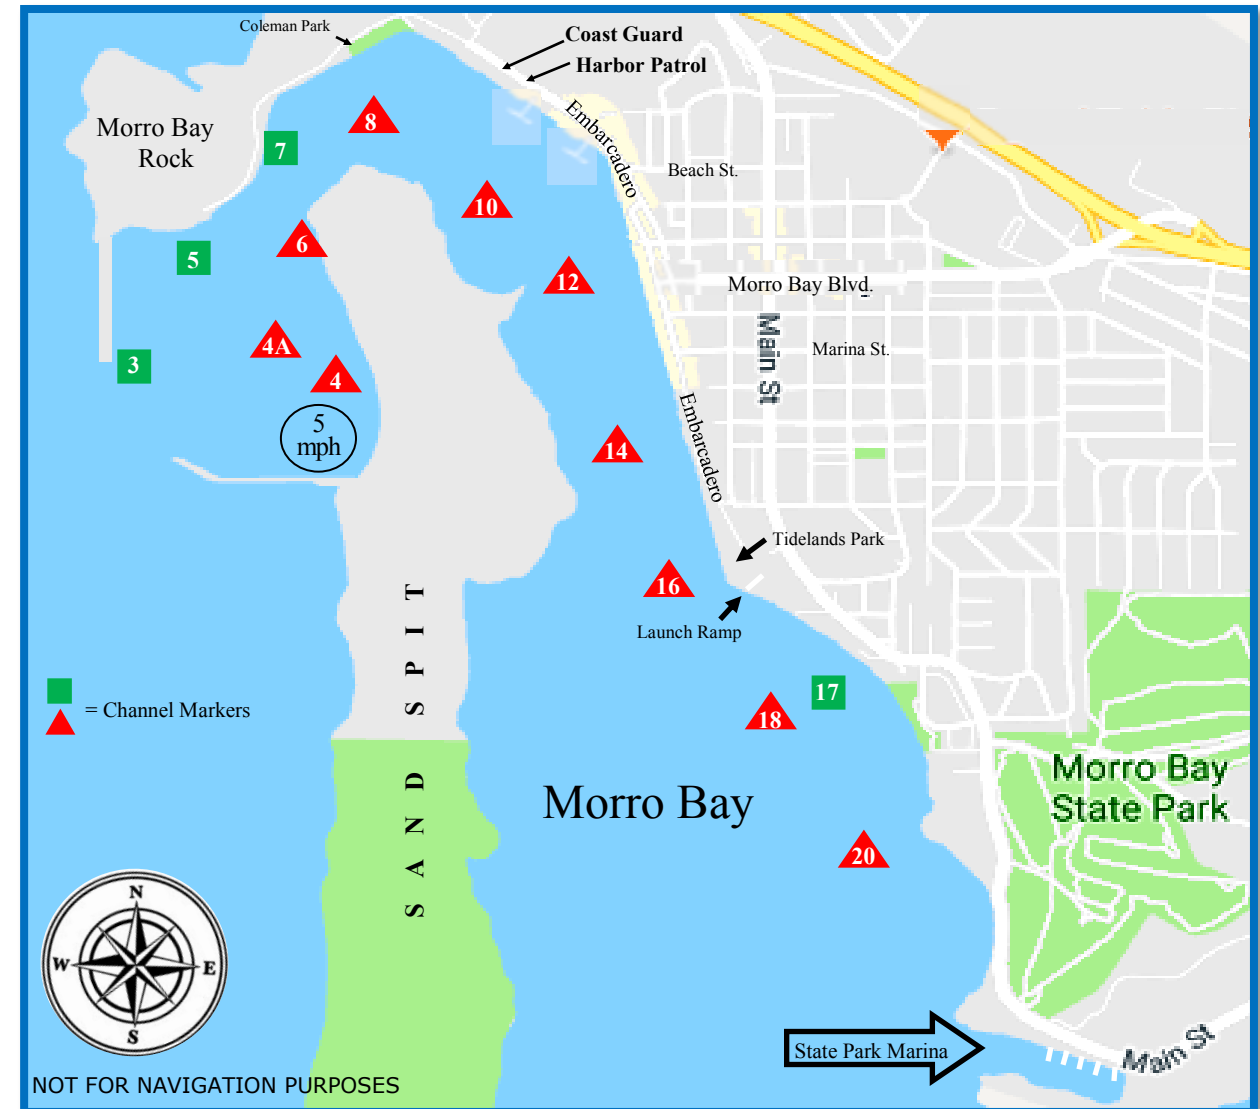 Coleman Park
Coast Guard
Harbor Patrol
Morro Bay
Rock
8
7
Embarcadero
Beach St.
10
6
5
12
Morro Bay Blvd.
4A
3
4
Main St
Marina St.
5
mph
Embarcadero
14
Tidelands Park
16
Launch Ramp
SAND SPIT
17
18
= Channel Markers
Morro Bay
State Park
Morro Bay
20
N
W
E
S
State Park Marina
Main St
NOT FOR NAVIGATION PURPOSES